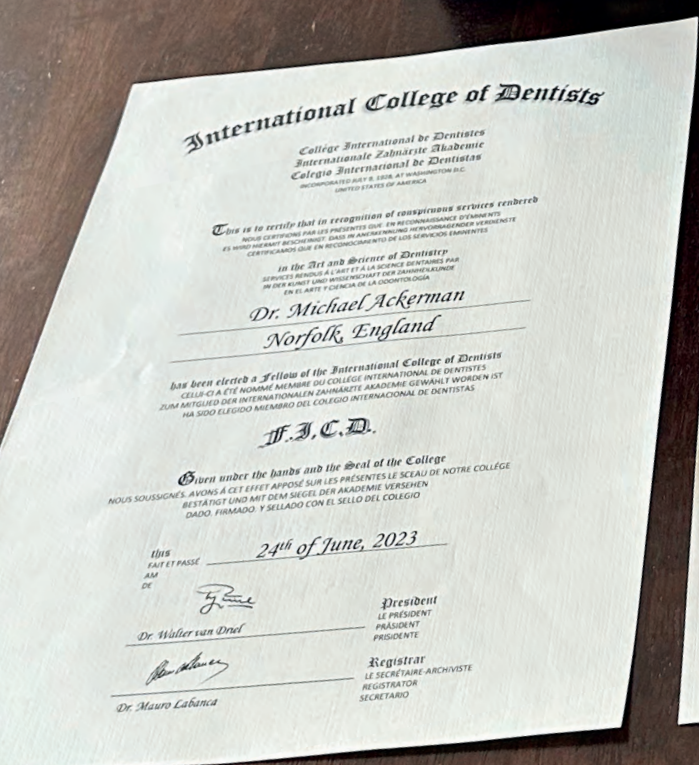 International College of Dentists
Collège International de Dentistes
Internationale Zahnärzte Akademie
Colegio Internacional de Dentistas
INCORPORATED JULY 9, 1928, AT WASHINGTON D.C.
UNITED STATES OF AMERICA
This is to certify that in recognition of conspicuous services rendered
NOUS CERTIFIONS PAR LES PRÉSENTES QUE, EN RECONNAISSANCE D'ÉMINENTS
ES WIRD HIERMIT BESCHEINIGT, DASS IN ANERKENNUNG HERVORRAGENDER VERDIENSTE
CERTIFICAMOS QUE EN RECONOSCIMIENTO DE LOS SERVICIOS EMINENTES
in the Art and Science of Dentistry
SERVICES RENDUS À L'ART ET À LA SCIENCE DENTAIRES PAR
IN DER KUNST UND WISSENSCHAFT DER ZAHNHEILKUNDE
EN EL ARTE Y CIENCIA DE LA ODONTOLOGÍA
Dr. Michael Ackerman
Norfolk, England
has been elected a Fellow of the International College of Dentists
CELUI-CI A ÉTÉ NOMMÉ MEMBRE DU COLLÈGE INTERNATIONAL DE DENTISTES
ZUM MITGLIED DER INTERNATIONALEN ZAHNÄRZTE AKADEMIE GEWÄHLT WORDEN IST
HA SIDO ELEGIDO MIEMBRO DEL COLEGIO INTERNACIONAL DE DENTISTAS
F.I.C.D.
Given under the hands and the Seal of the College
NOUS SOUSSIGNÉS, AVONS À CET EFFET APPOSÉ SUR LES PRÉSENTES LE SCEAU DE NOTRE COLLÈGE
BESTÄTIGT UND MIT DEM SIEGEL DER AKADEMIE VERSEHEN
DADO, FIRMADO, Y SELLADO CON EL SELLO DEL COLEGIO
this 24th of June, 2023
FAIT ET PASSÉ
AM
DE
Dr. Walter van Driel
President
LE PRÉSIDENT
PRÄSIDENT
PRISIDENTE
Dr. Mauro Labanca
Registrar
LE SECRÉTAIRE-ARCHIVISTE
REGISTRATOR
SECRETARIO